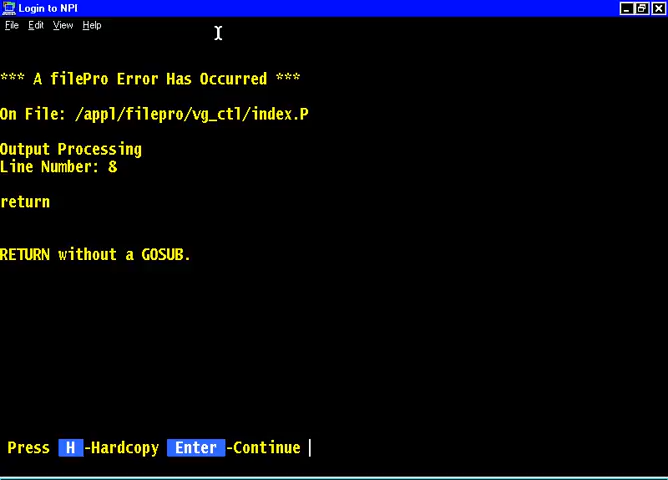 Login to NPI
File Edit View Help
*** A filePro Error Has Occurred ***
On File: /appl/filepro/vg_ctl/index.P
Output Processing
Line Number: 8
return
RETURN without a GOSUB.
Press H -Hardcopy Enter -Continue